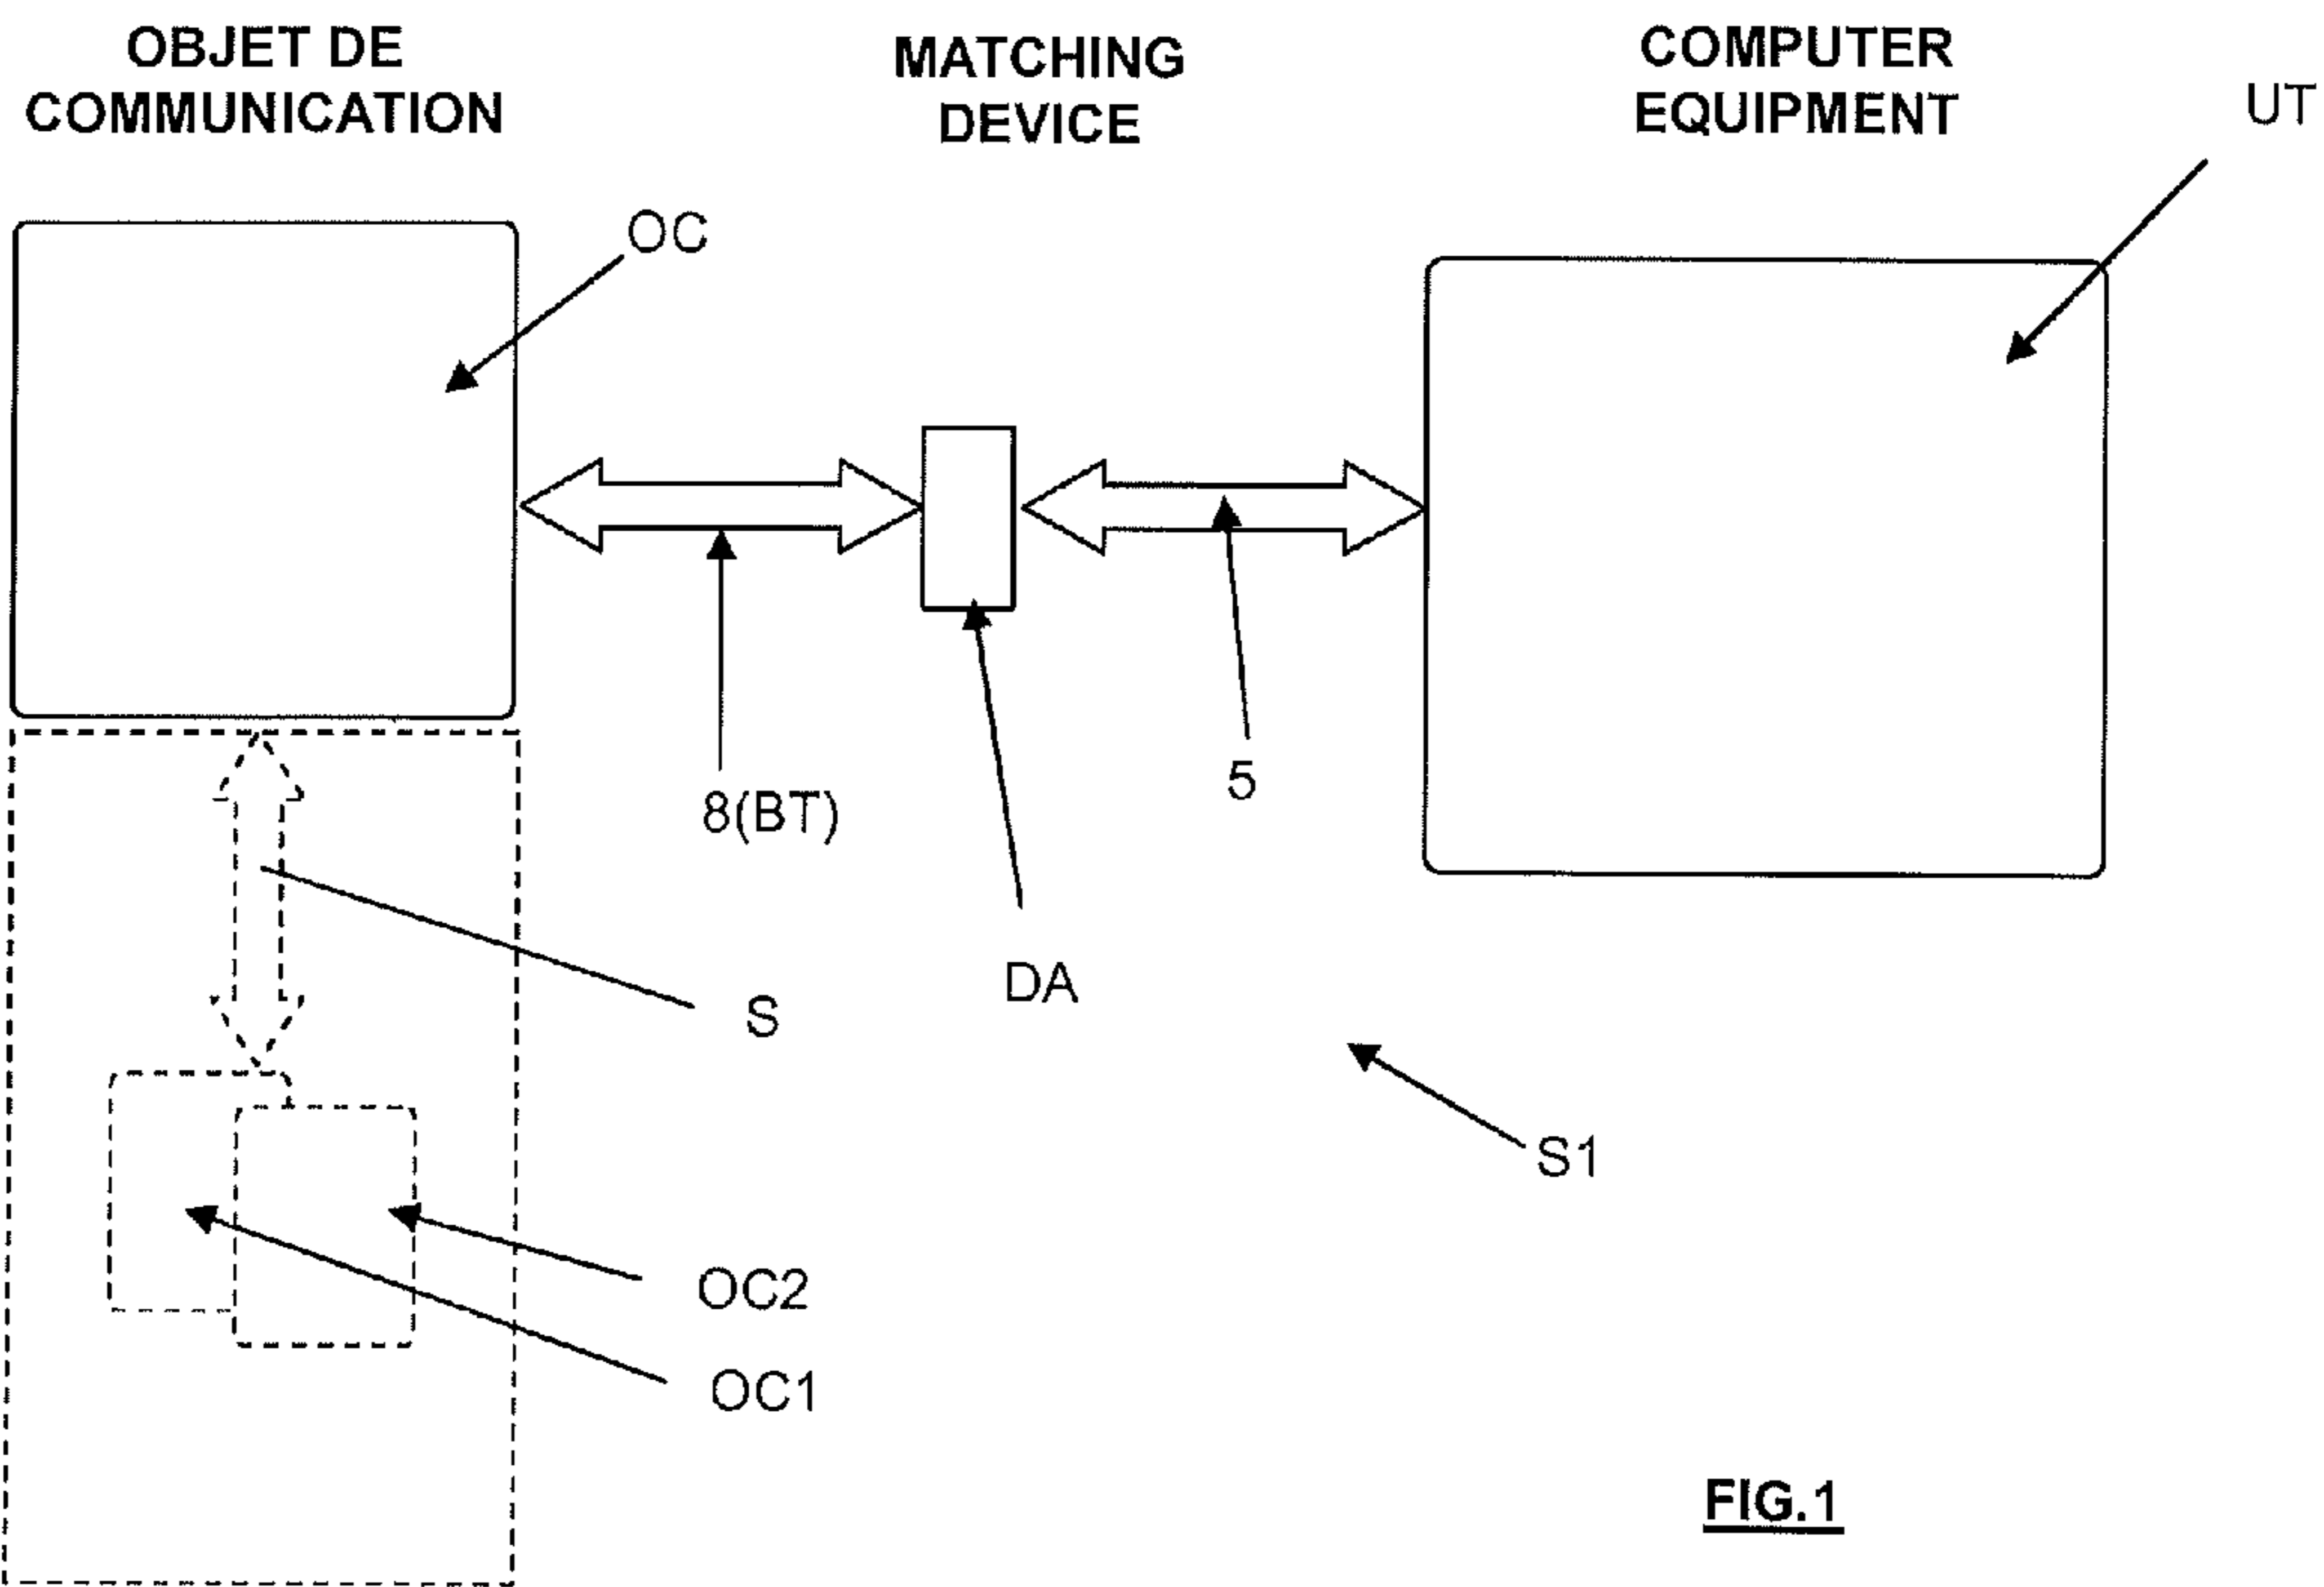 OBJET DE
COMMUNICATION
MATCHING
DEVICE
COMPUTER
EQUIPMENT
UT
OC
8(BT)
5
DA
S
S1
OC2
OC1
FIG.1